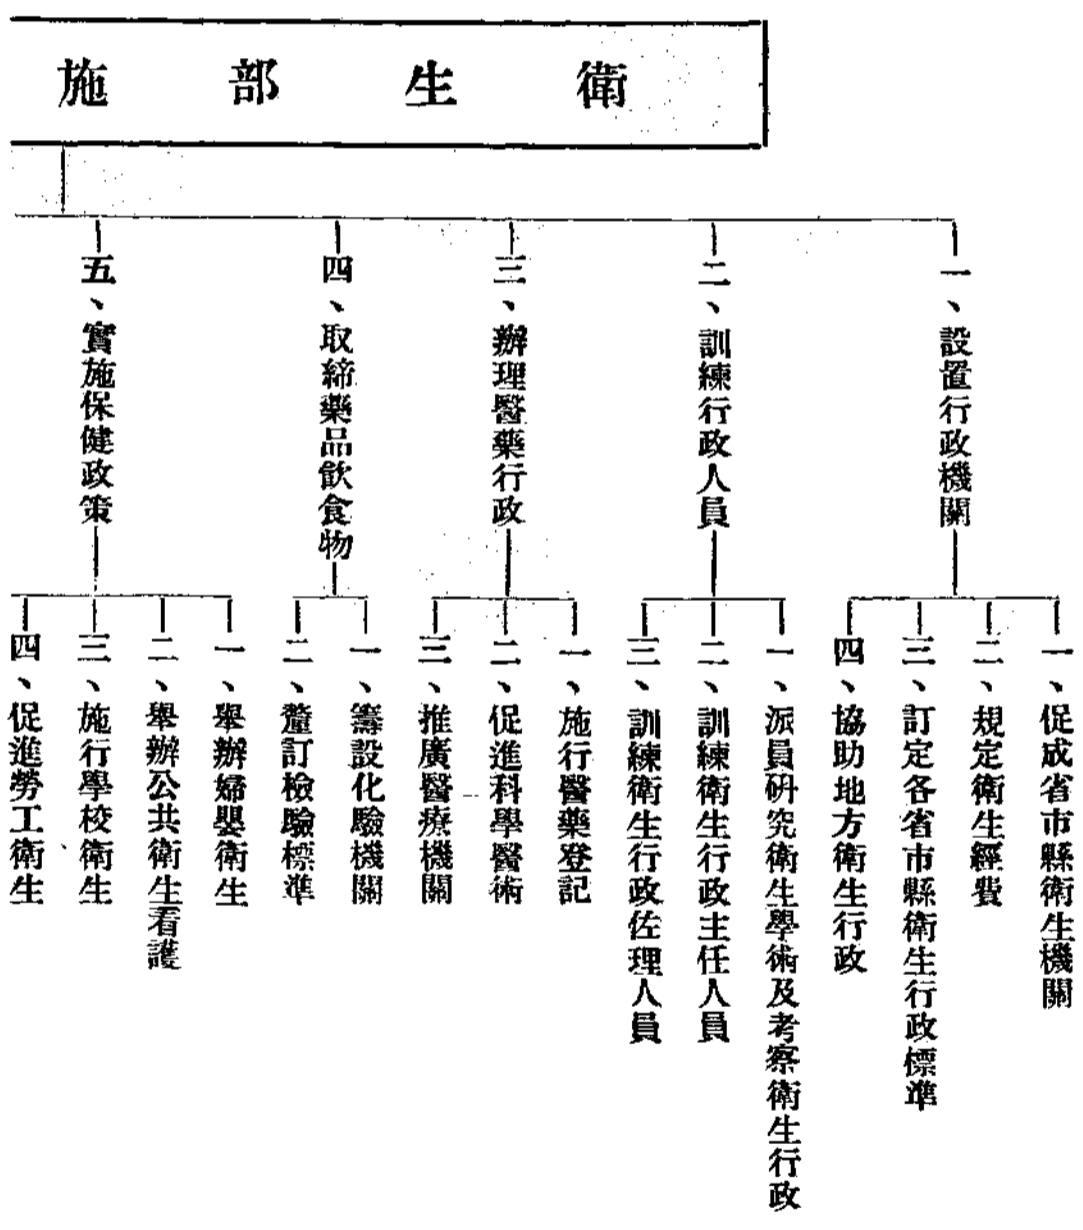 衛生部施
一、設置行政機關
一、促成省市縣衛生機關
二、規定衛生經費
三、訂定各省市縣衛生行政標準
四、協助地方衛生行政
二、訓練行政人員
一、派員研究衛生學術及考察衛生行政
二、訓練衛生行政主任人員
三、訓練衛生行政佐理人員
三、辦理醫藥行政
一、施行醫藥登記
二、促進科學醫術
三、推廣醫療機關
四、取締藥品飲食物
一、籌設化驗機關
二、釐訂檢驗標準
五、實施保健政策
一、舉辦婦嬰衛生
二、舉辦公共衛生看護
三、施行學校衛生
四、促進勞工衛生